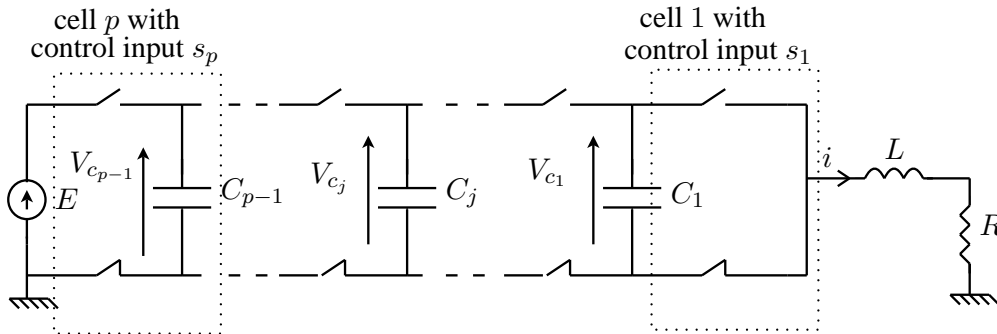 cell p with
control input s_p
cell 1 with
control input s_1
V_{c_{p-1}}
V_{c_j}
V_{c_1}
i
L
E
C_{p-1}
C_j
C_1
R